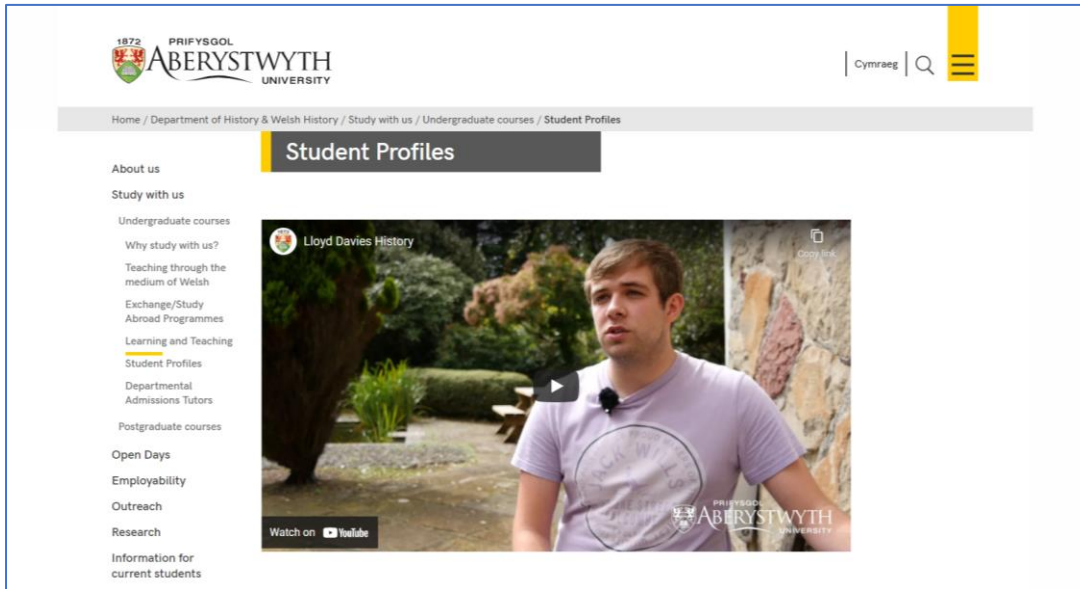 1872 PRIFYSGOL
ABERYSTWYTH
UNIVERSITY
Cymraeg
Home / Department of History & Welsh History / Study with us / Undergraduate courses / Student Profiles
Student Profiles
About us
Study with us
Undergraduate courses
Why study with us?
Teaching through the
medium of Welsh
Exchange/Study
Abroad Programmes
Learning and Teaching
Student Profiles
Departmental
Admissions Tutors
Postgraduate courses
Open Days
Employability
Outreach
Research
Information for
current students
Lloyd Davies History
Copy link
JACK WILLS
PRIFYSGOL
ABERYSTWYTH
UNIVERSITY
Watch on YouTube